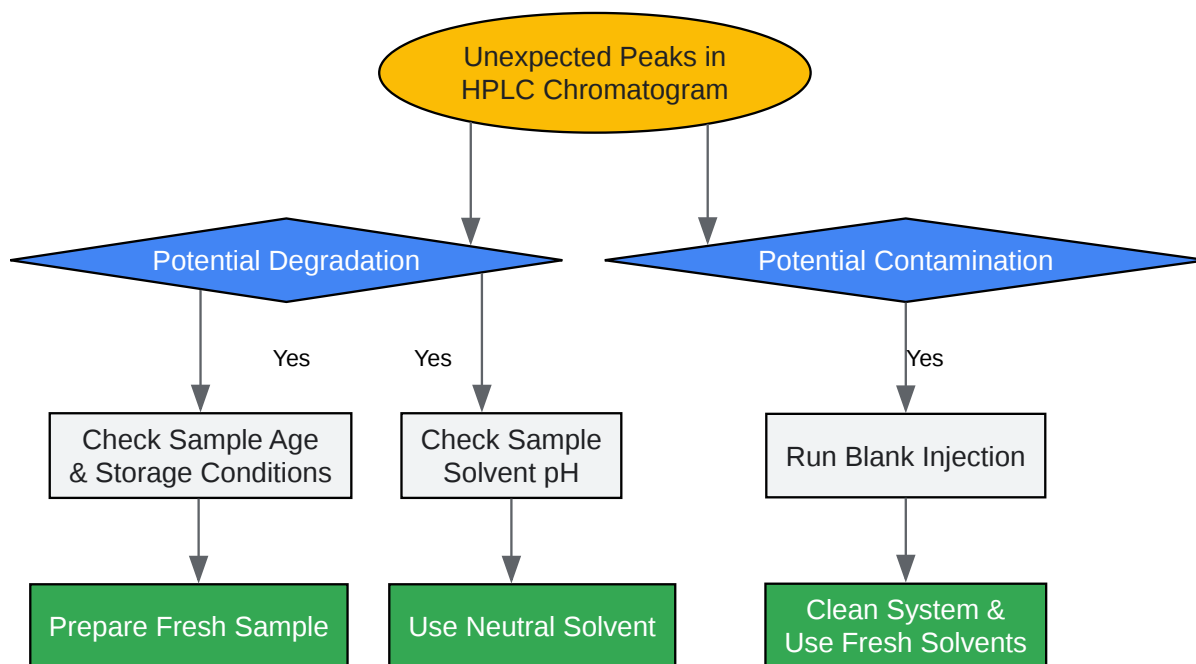 Unexpected Peaks in
HPLC Chromatogram
Potential Degradation
Potential Contamination
Yes
Yes
Yes
Check Sample Age
& Storage Conditions
Check Sample
Solvent pH
Run Blank Injection
Prepare Fresh Sample
Use Neutral Solvent
Clean System &
Use Fresh Solvents